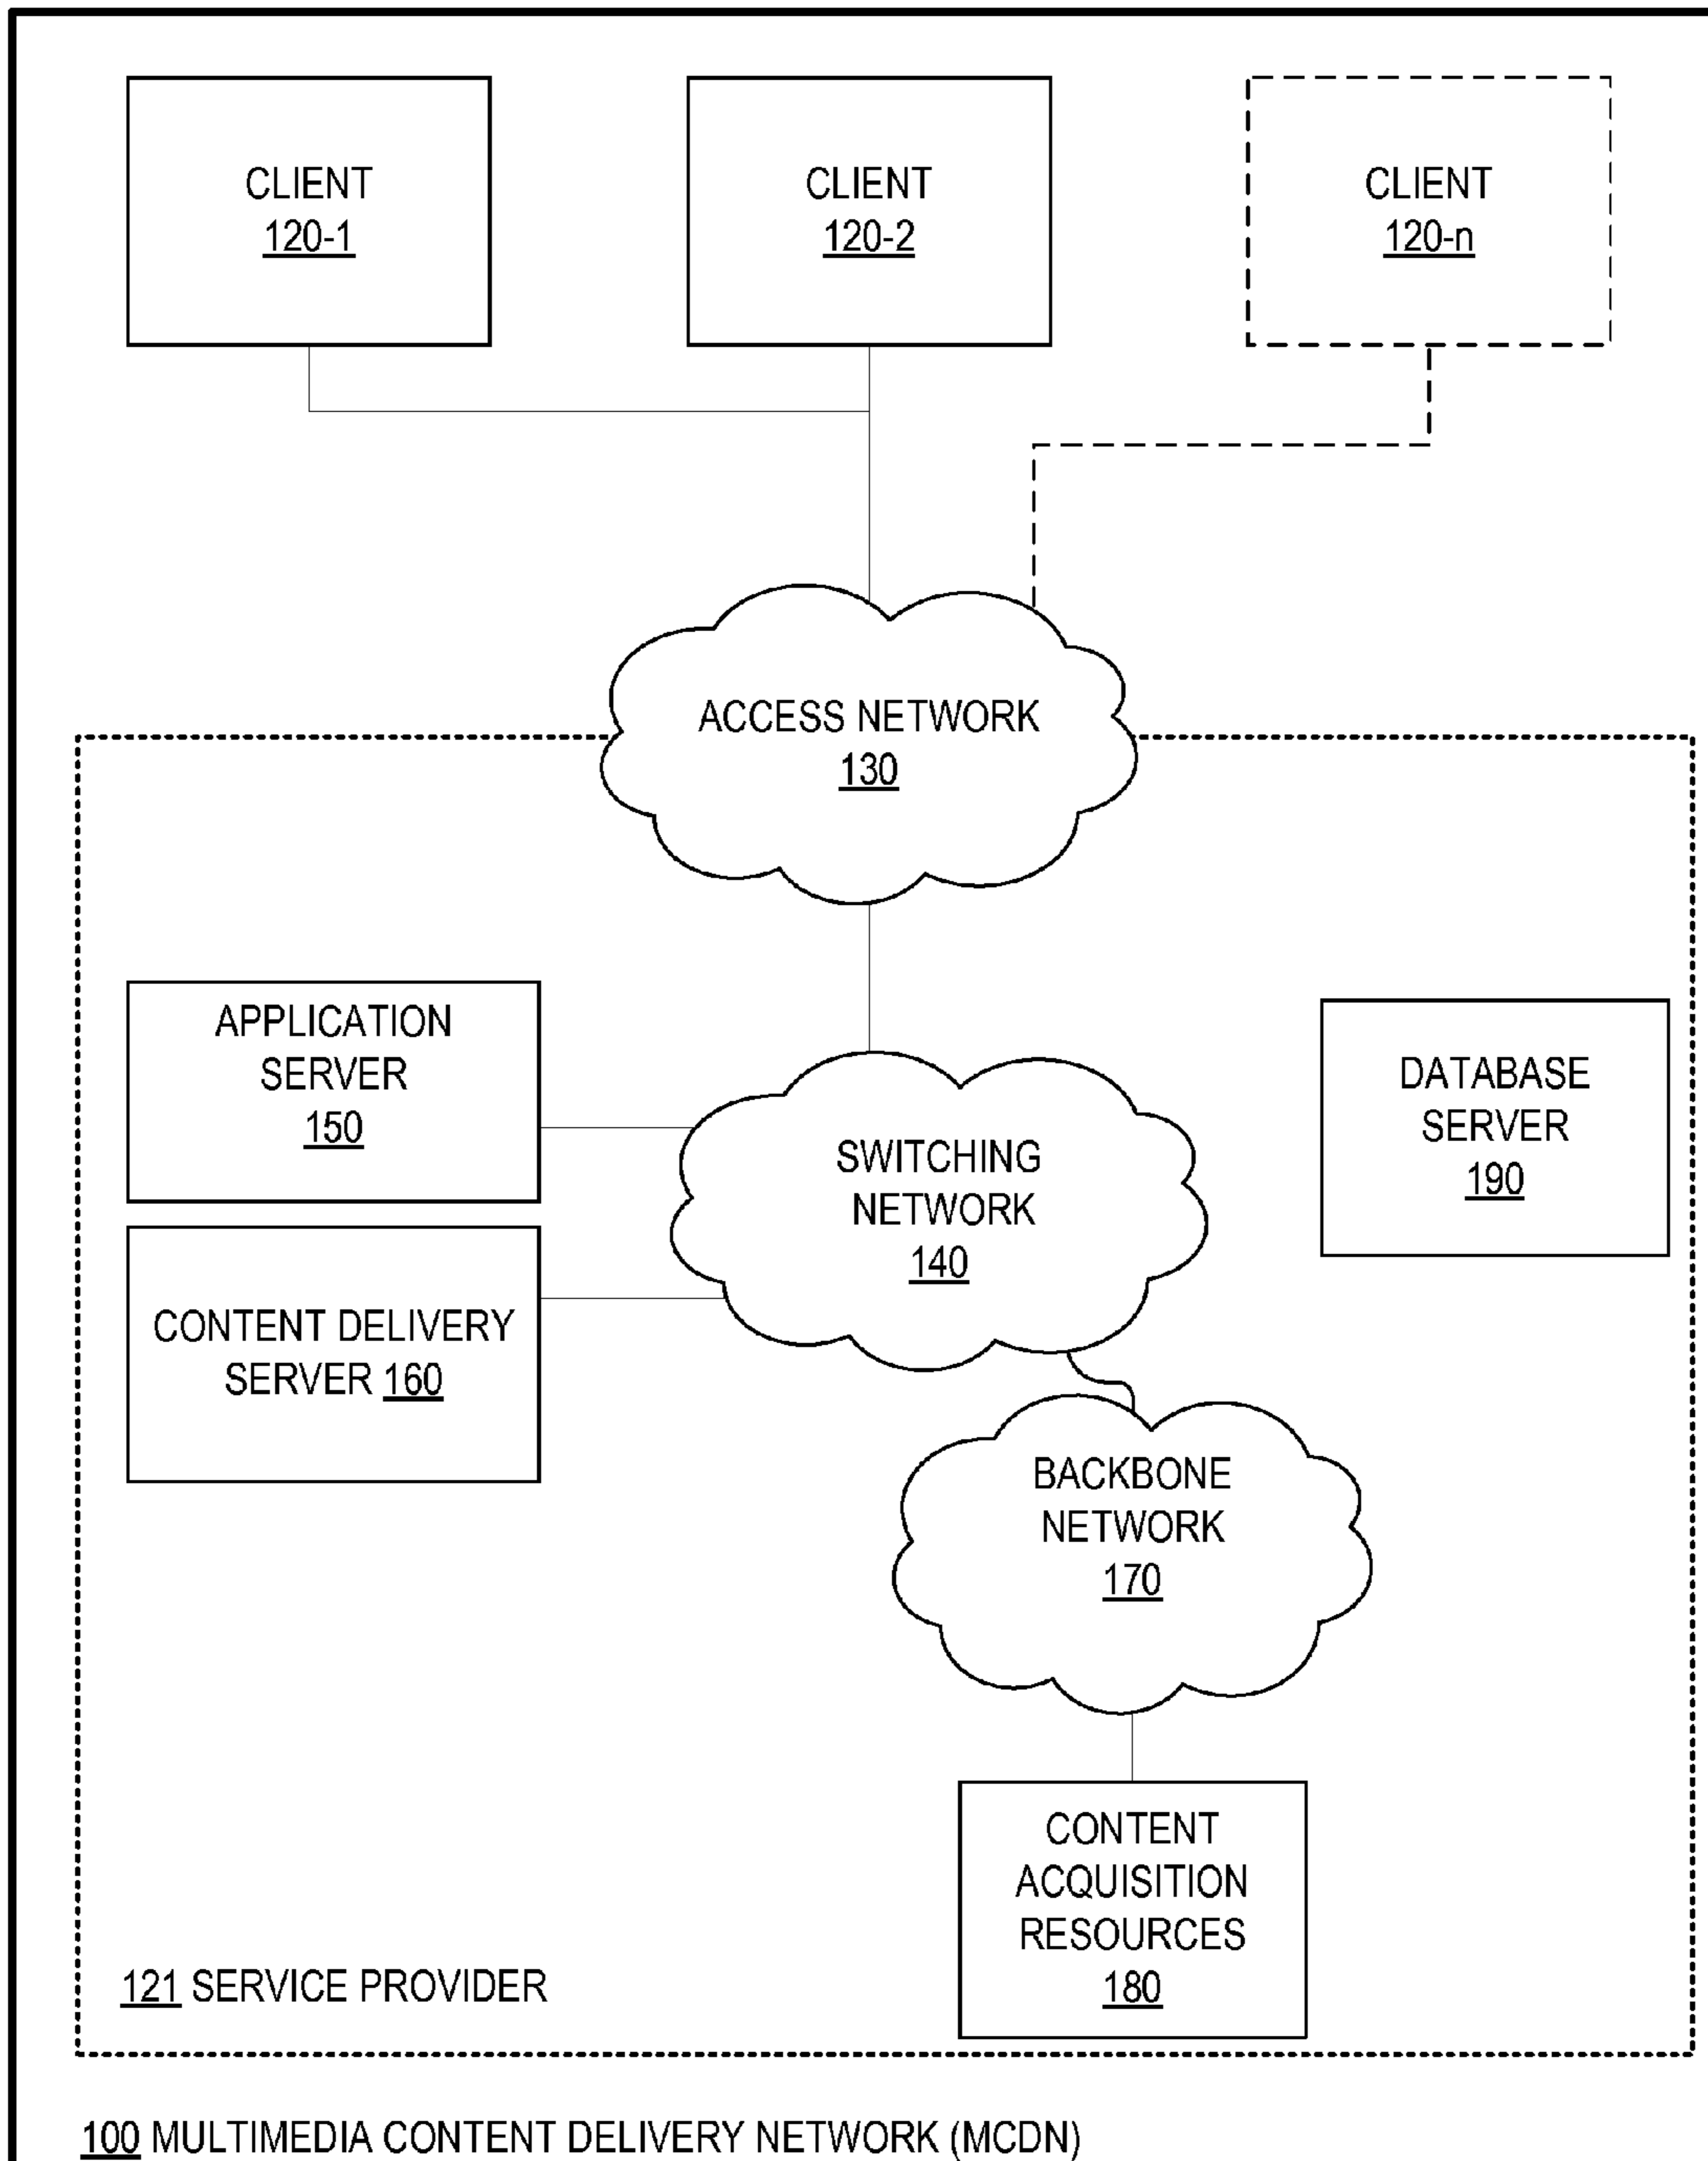 CLIENT
120-1
CLIENT
120-2
CLIENT
120-n
ACCESS NETWORK
130
APPLICATION
SERVER
150
SWITCHING
NETWORK
140
DATABASE
SERVER
190
CONTENT DELIVERY
SERVER 160
BACKBONE
NETWORK
170
CONTENT
ACQUISITION
RESOURCES
180
121 SERVICE PROVIDER
100 MULTIMEDIA CONTENT DELIVERY NETWORK (MCDN)